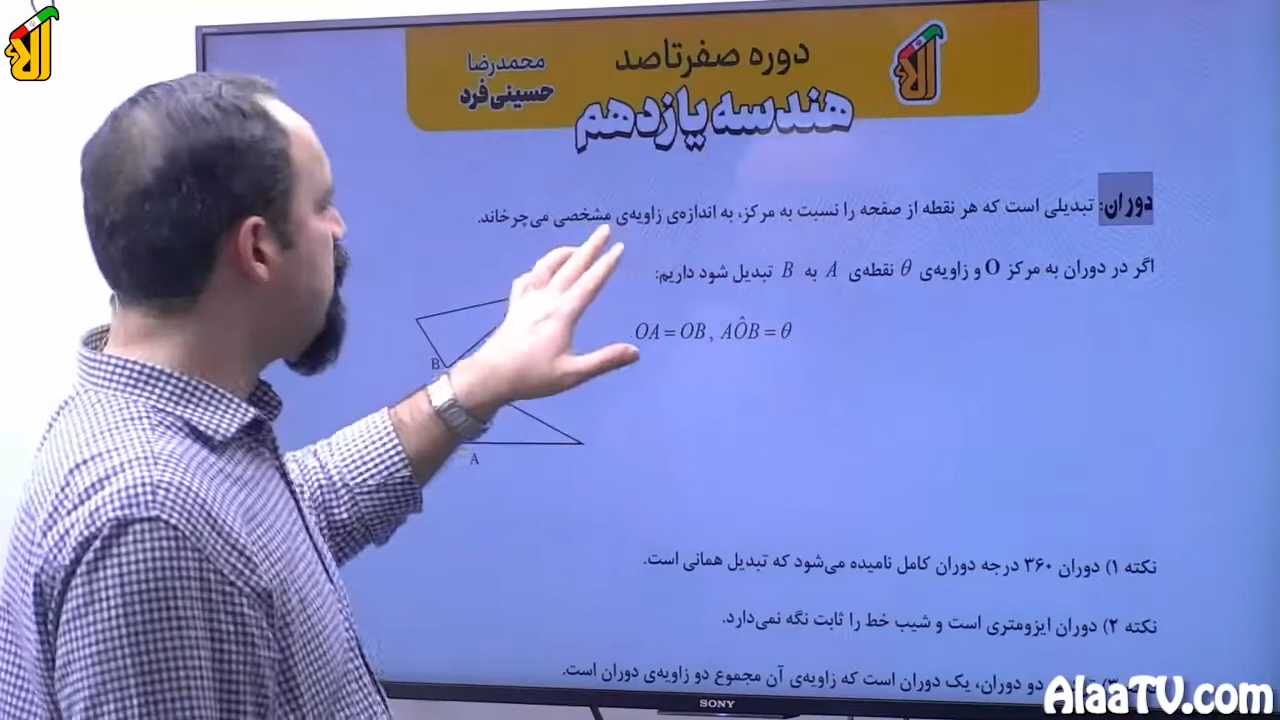 دوره صفرتاصد
محمدرضا
حسینی‌فرد
هندسه یازدهم
دوران: تبدیلی است که هر نقطه از صفحه را نسبت به مرکز، به اندازه‌ی زاویه‌ی مشخصی می‌چرخاند.
اگر در دوران به مرکز O و زاویه‌ی θ نقطه‌ی A به B تبدیل شود داریم:
OA = OB , AÔB = θ
B
A
نکته ۱) دوران ۳۶۰ درجه دوران کامل نامیده می‌شود که تبدیل همانی است.
نکته ۲) دوران ایزومتری است و شیب خط را ثابت نگه نمی‌دارد.
دو دوران، یک دوران است که زاویه‌ی آن مجموع دو زاویه‌ی دوران است.
SONY
AlaaTV.com